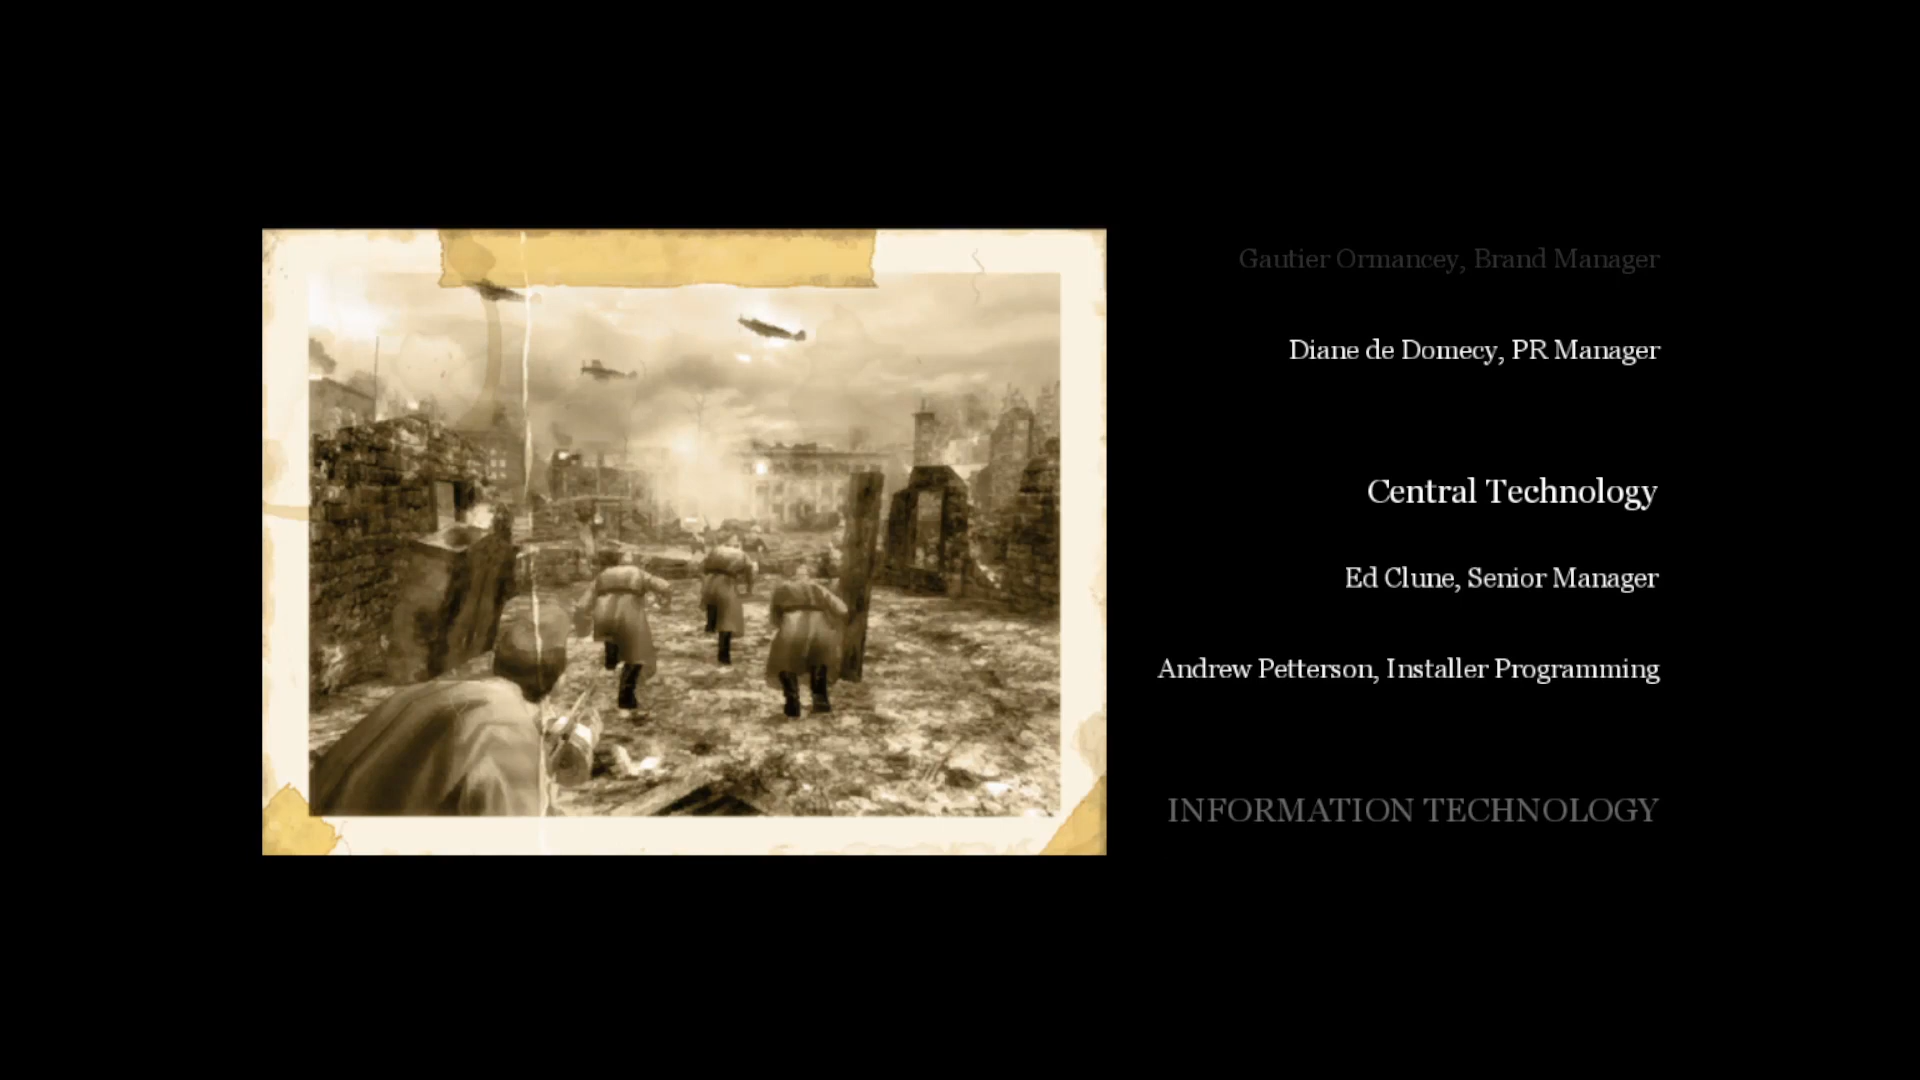 Gautier Ormancey, Brand Manager
Diane de Domecy, PR Manager
Central Technology
Ed Clune, Senior Manager
Andrew Petterson, Installer Programming
INFORMATION TECHNOLOGY